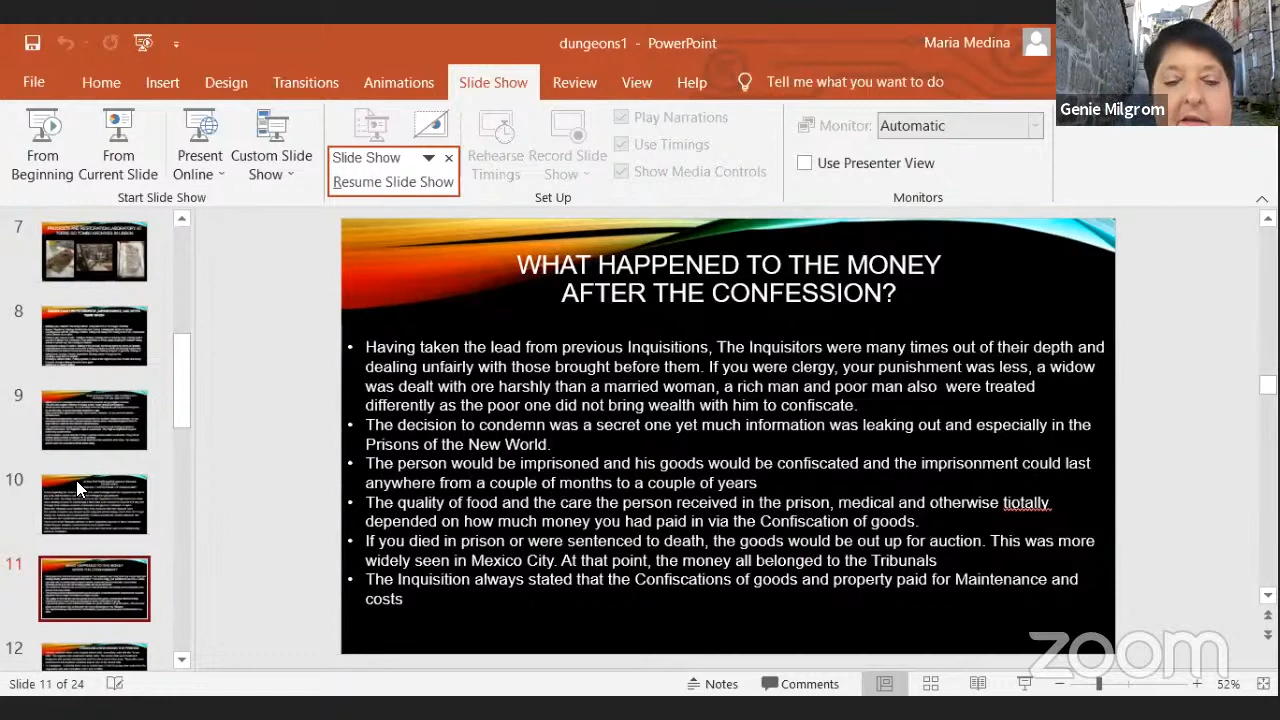 dungeons1 - PowerPoint
Maria Medina
Genie Milgrom
File Home Insert Design Transitions Animations Slide Show Review View Help Tell me what you want to do
From Beginning
From Current Slide
Present Online
Custom Slide Show
Start Slide Show
Slide Show
Resume Slide Show
Rehearse Timings
Record Slide Show
Play Narrations
Use Timings
Show Media Controls
Set Up
Monitor: Automatic
Use Presenter View
Monitors
7
8
9
10
11
12
WHAT HAPPENED TO THE MONEY
AFTER THE CONFESSION?
• Having taken their lead from previous Inquisitions, The Inquisitors were many times out of their depth and
dealing unfairly with those brought before them. If you were clergy, your punishment was less, a widow
was dealt with ore harshly than a married woman, a rich man and poor man also were treated
differently as the poor man did not bring wealth with him to confiscate.
• The decision to arrest him was a secret one yet much information was leaking out and especially in the
Prisons of the New World
• The person would be imprisoned and his goods would be confiscated and the imprisonment could last
anywhere from a couple of months to a couple of years
• The quality of food and the care the person received in Prison, medical and otherwise tiotally
dependent on how much money you had paid in via the confiscation of goods.
• If you died in prison or were sentenced to death, the goods would be out up for auction. This was more
widely seen in Mexico City. At that point, the money all belonged to the Tribunals
• The Inquisitions were clear that the Confiscations of goods and property paid for Maintenance and
costs
Slide 11 of 24
Notes
Comments
52%
zoom